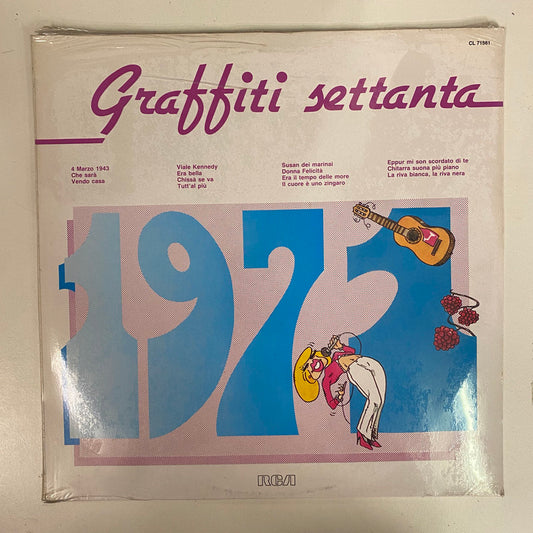 CL 71981
Graffiti settanta
4 Marzo 1943
Che sarà
Vendo casa
Viale Kennedy
Era bella
Chissà se va
Tutt'al più
Susan dei marinai
Donna Felicità
Era il tempo delle more
Il cuore è uno zingaro
Eppur mi son scordato di te
Chitarra suona più piano
La riva bianca, la riva nera
1971
RCA